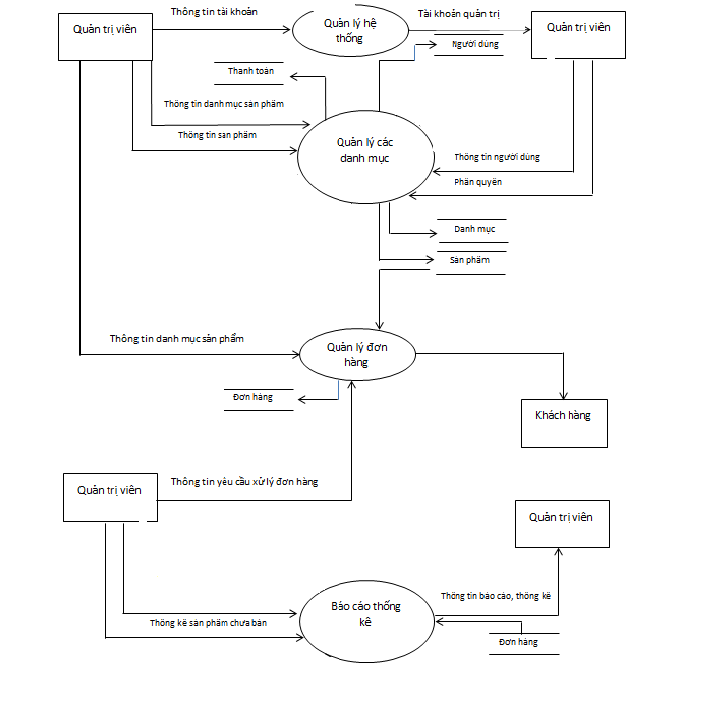 Thông tin tài khoản
Quản trị viên
Quản lý hệ
thống
Tài khoản quản trị
Người dùng
Quản trị viên
Thanh toán
Thông tin danh mục sản phẩm
Thông tin sản phẩm
Quản lý các
danh mục
Thông tin người dùng
Phân quyền
Danh mục
Sản phẩm
Thông tin danh mục sản phẩm
Quản lý đơn
hàng
Đơn hàng
Khách hàng
Quản trị viên
Thông tin yêu cầu xử lý đơn hàng
Quản trị viên
Báo cáo thống
kê
Thông tin báo cáo, thống kê
Thống kê sản phẩm chưa bán
Đơn hàng